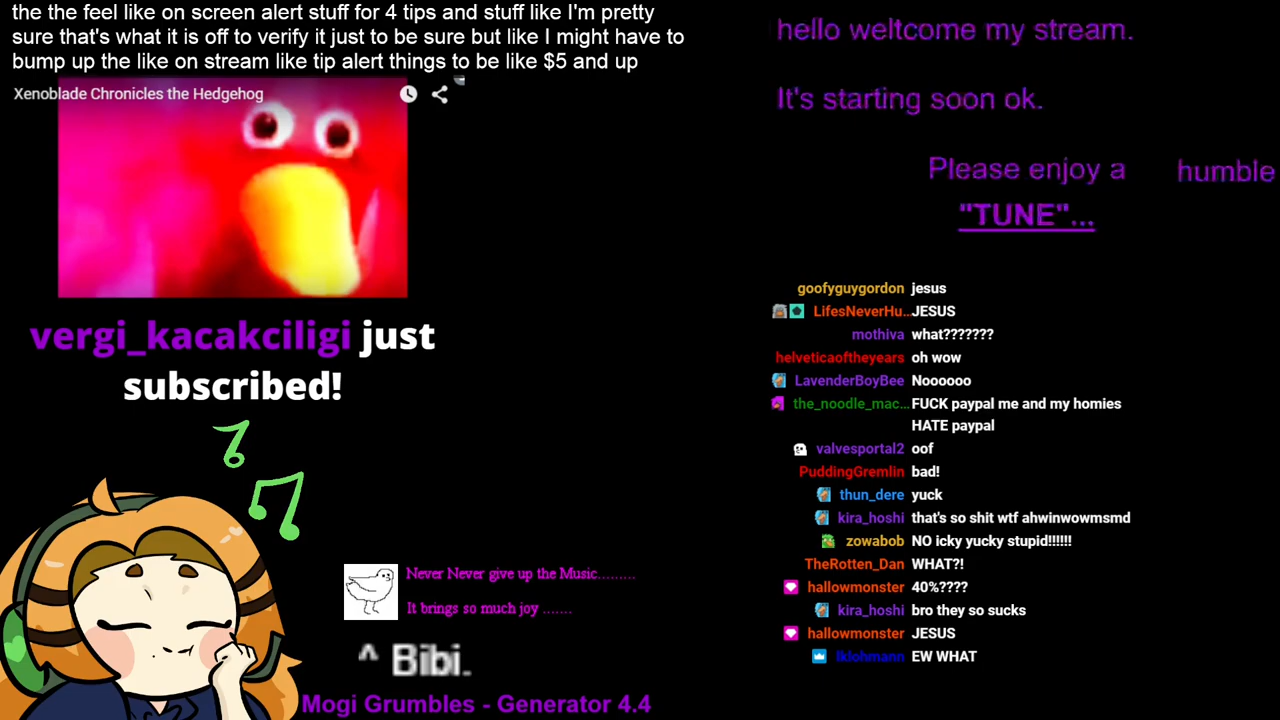 the the feel like on screen alert stuff for 4 tips and stuff like I'm pretty
sure that's what it is off to verify it just to be sure but like I might have to
bump up the like on stream like tip alert things to be like $5 and up
Xenoblade Chronicles the Hedgehog
vergi_kacakciligi just
subscribed!
Never Never give up the Music.........
It brings so much joy .......
^ Bibi.
Mogi Grumbles - Generator 4.4
hello weltcome my stream.
It's starting soon ok.
Please enjoy a humble
"TUNE"...
goofyguygordon jesus
LifesNeverHu... JESUS
mothiva what???????
helveticaoftheyears oh wow
LavenderBoyBee Noooooo
the_noodle_mac... FUCK paypal me and my homies
HATE paypal
valvesportal2 oof
PuddingGremlin bad!
thun_dere yuck
kira_hoshi that's so shit wtf ahwinwowmsmd
zowabob NO icky yucky stupid!!!!!!
TheRotten_Dan WHAT?!
hallowmonster 40%????
kira_hoshi bro they so sucks
hallowmonster JESUS
lklohmann EW WHAT